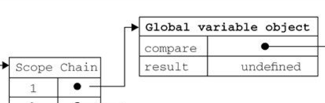 Global variable object
compare
result undefined
Scope Chain
1